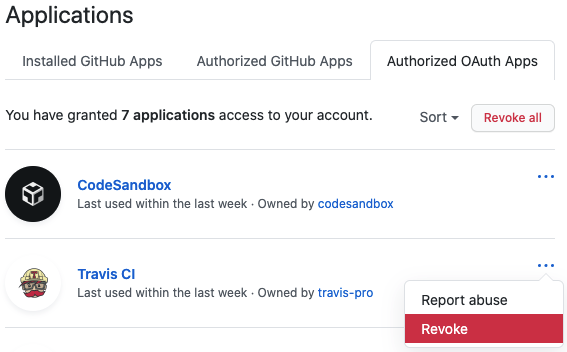 Applications
Installed GitHub Apps
Authorized GitHub Apps
Authorized OAuth Apps
You have granted 7 applications access to your account.
Sort
Revoke all
CodeSandbox
Last used within the last week · Owned by codesandbox
Travis CI
Last used within the last week · Owned by travis-pro
Report abuse
Revoke